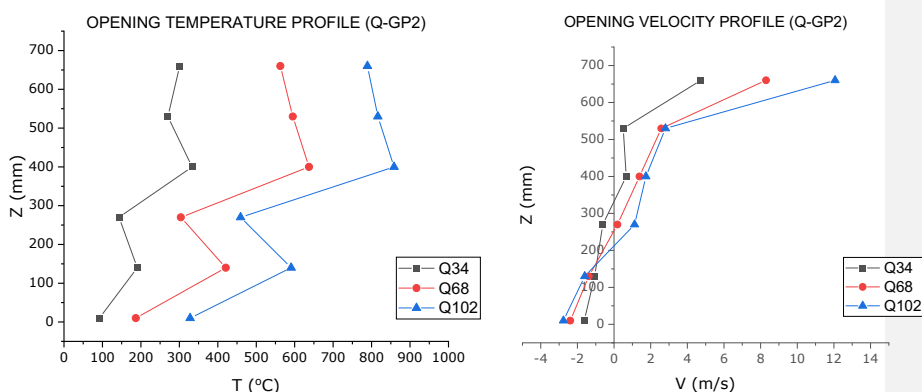 OPENING TEMPERATURE PROFILE (Q-GP2)
700
600
500
400
300
200
100
0
Z (mm)
0 100 200 300 400 500 600 700 800 900 1000
T (ºC)
Q34
Q68
Q102
OPENING VELOCITY PROFILE (Q-GP2)
700
600
500
400
300
200
100
0
Z (mm)
-4 -2 0 2 4 6 8 10 12 14
V (m/s)
Q34
Q68
Q102